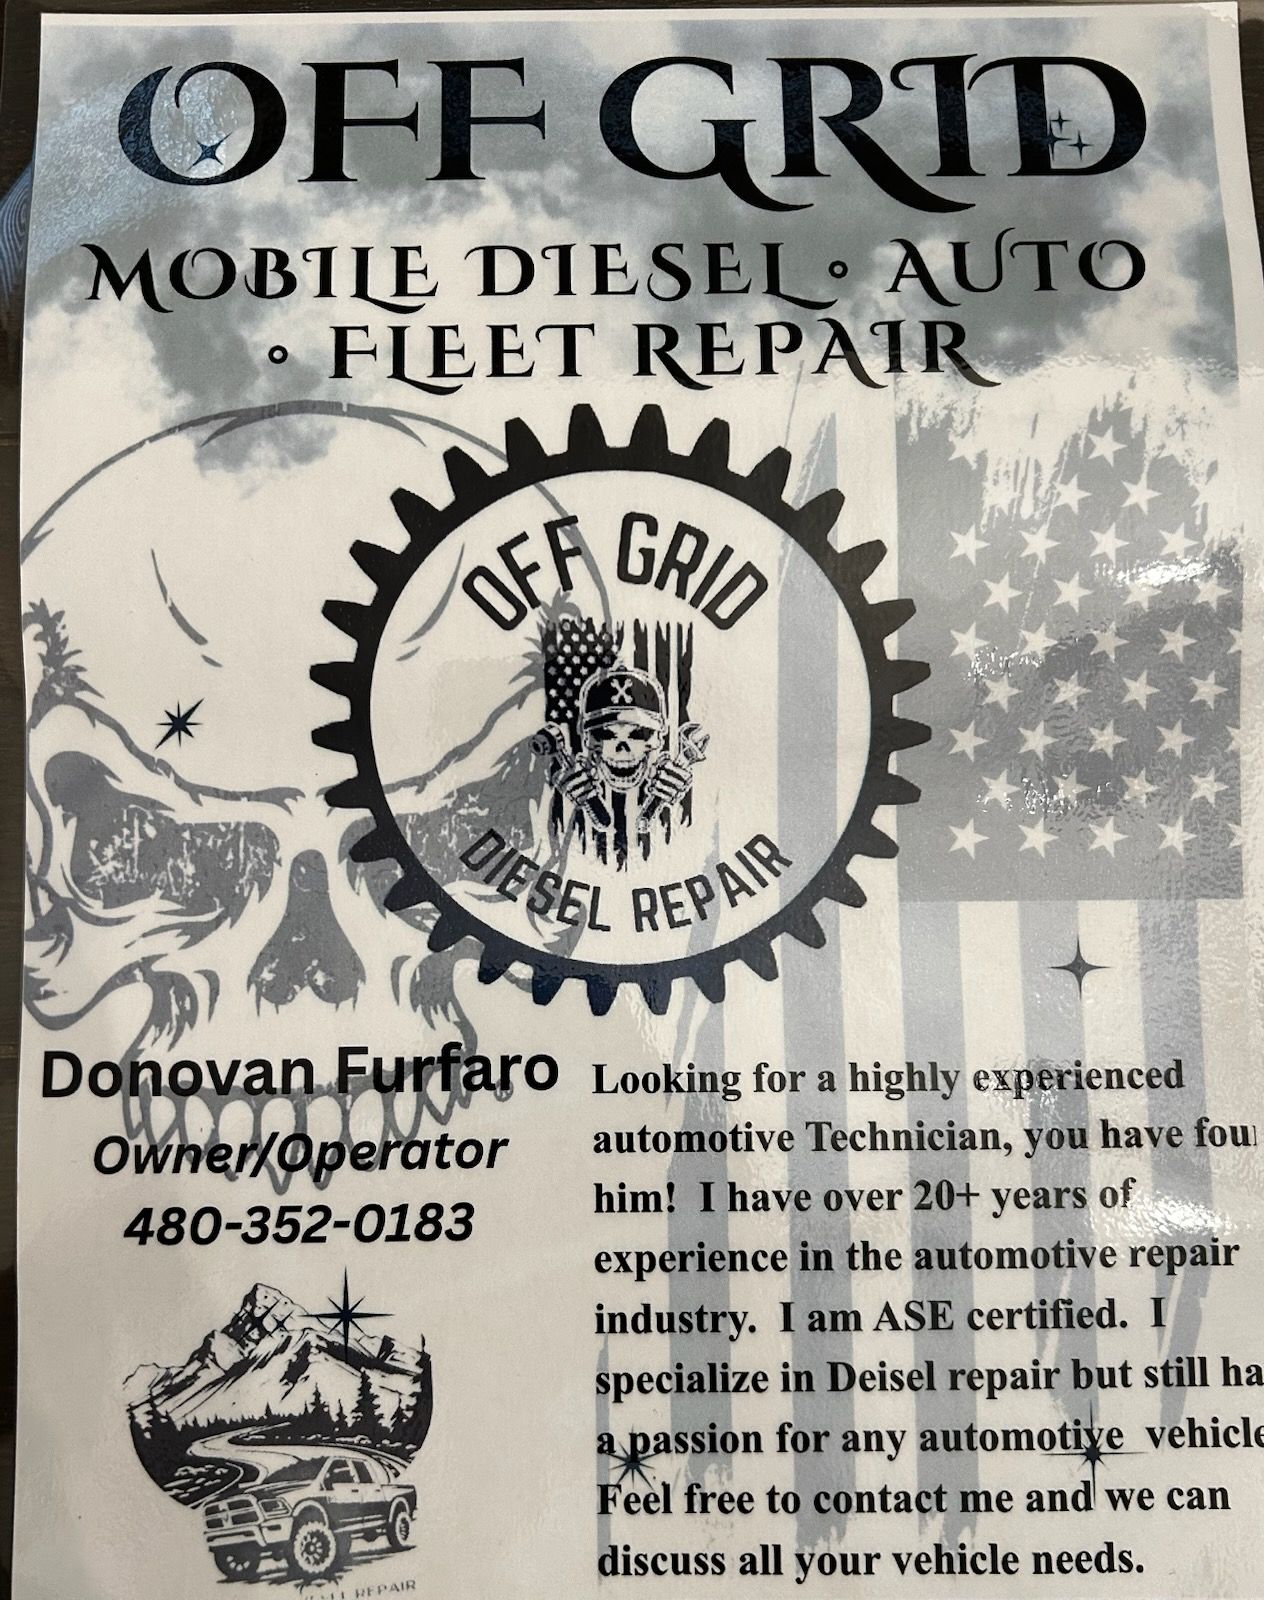 OFF GRID
MOBILE DIESEL • AUTO
• FLEET REPAIR
OFF GRID
DIESEL REPAIR
Donovan Furfaro
Owner/Operator
480-352-0183
Looking for a highly experienced
automotive Technician, you have
him! I have over 20+ years of
experience in the automotive repair
industry. I am ASE certified. I
specialize in Deisel repair but still
a passion for any automotive vehicle
Feel free to contact me and we can
discuss all your vehicle needs.
REPAIR